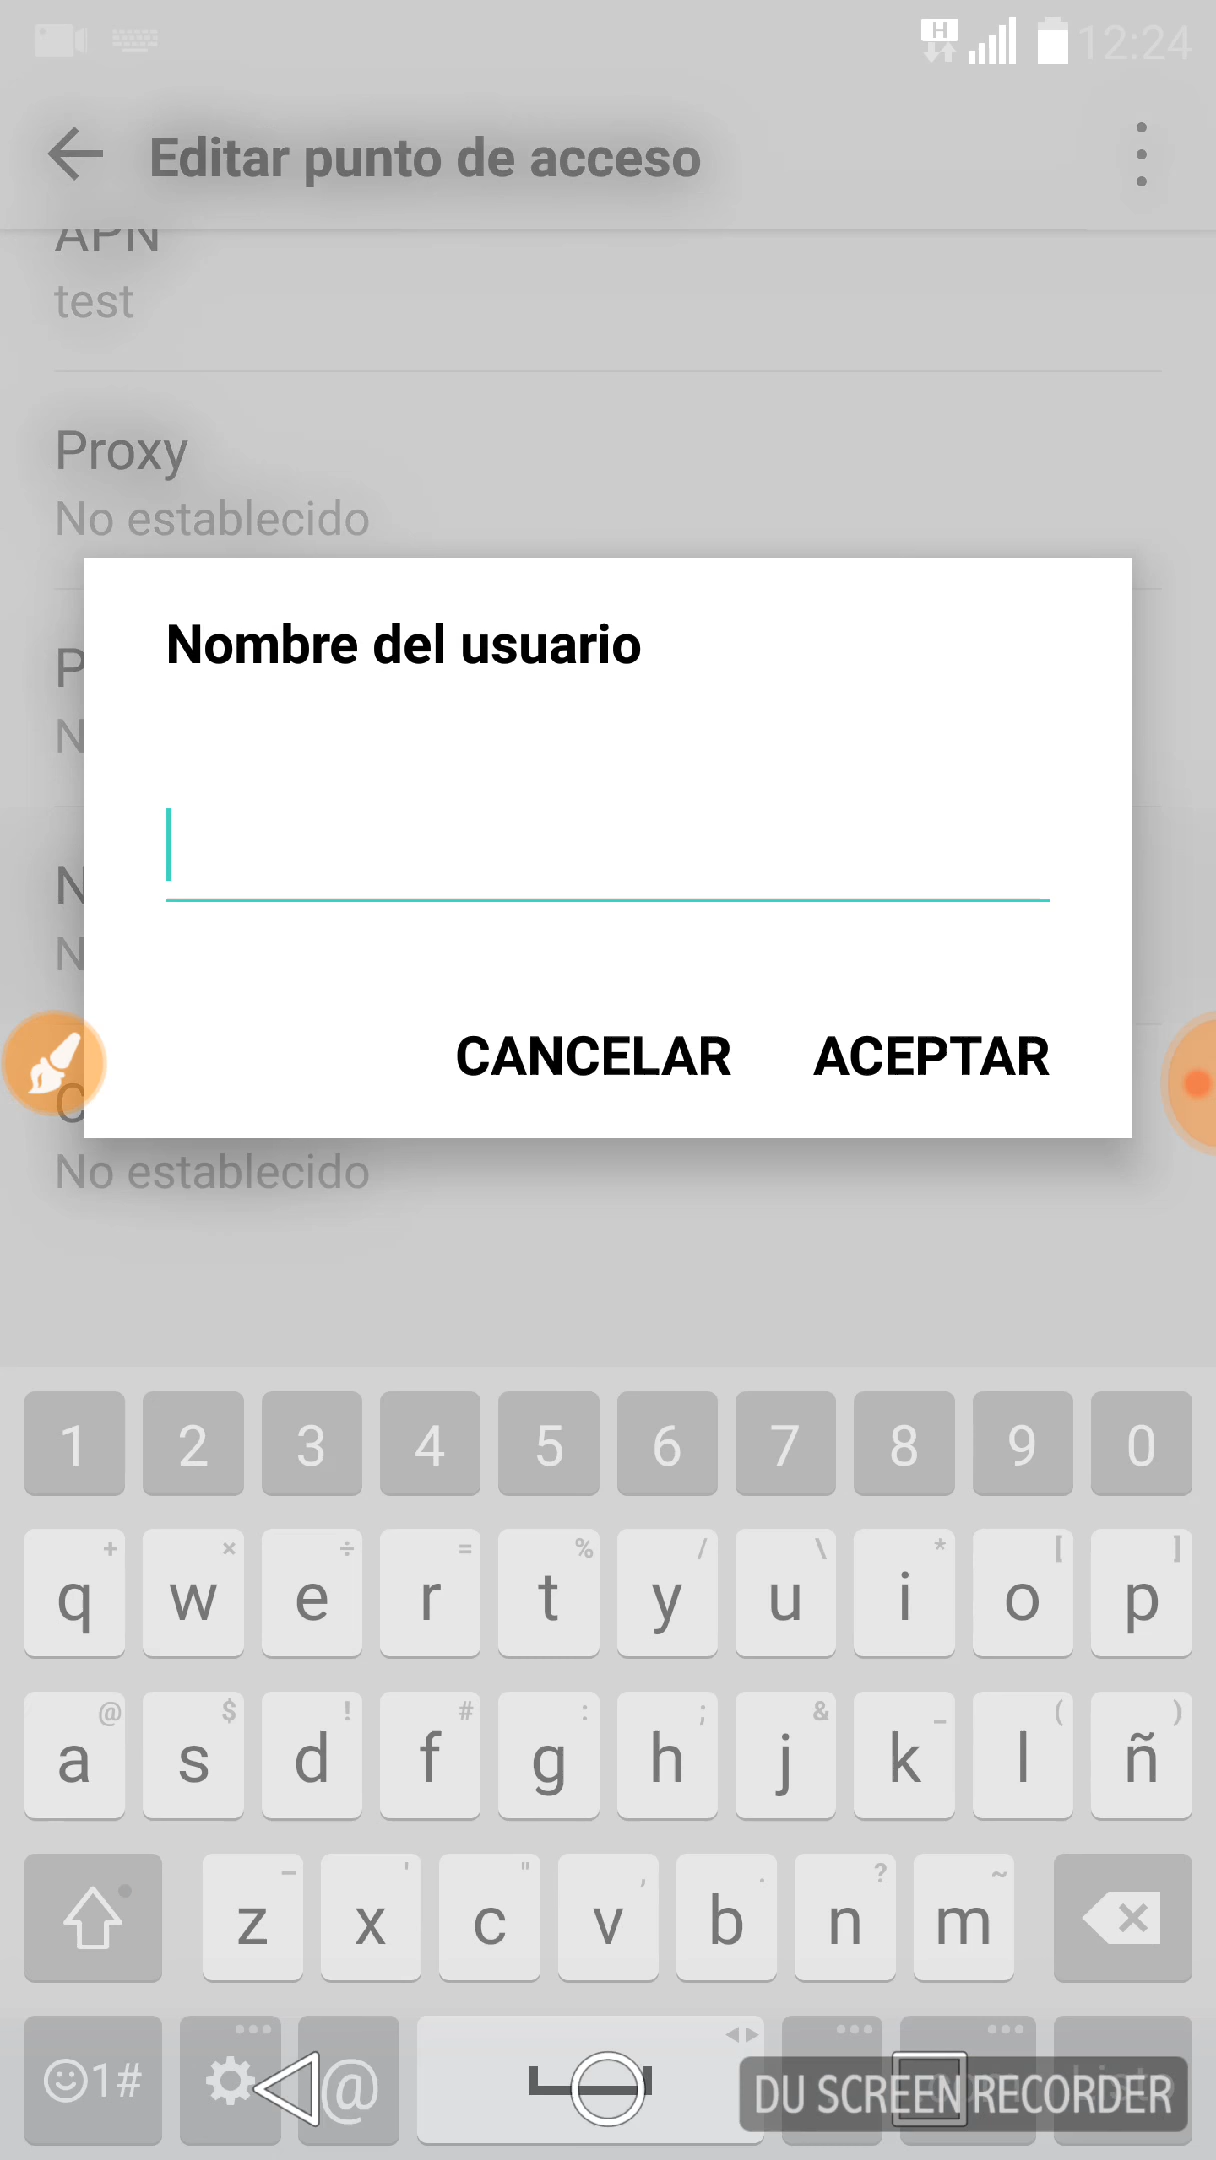 H 12:24
Editar punto de acceso
APN
test
Proxy
No establecido
Nombre del usuario
P
N
N
N
CANCELAR ACEPTAR
C
No establecido
1 2 3 4 5 6 7 8 9 0
+ × ÷ = % / \ * [ ]
q w e r t y u i o p
@ $ ! # : ; & _ ( )
a s d f g h j k l ñ
- ' " , . ? ~
z x c v b n m
1# @
DU SCREEN RECORDER